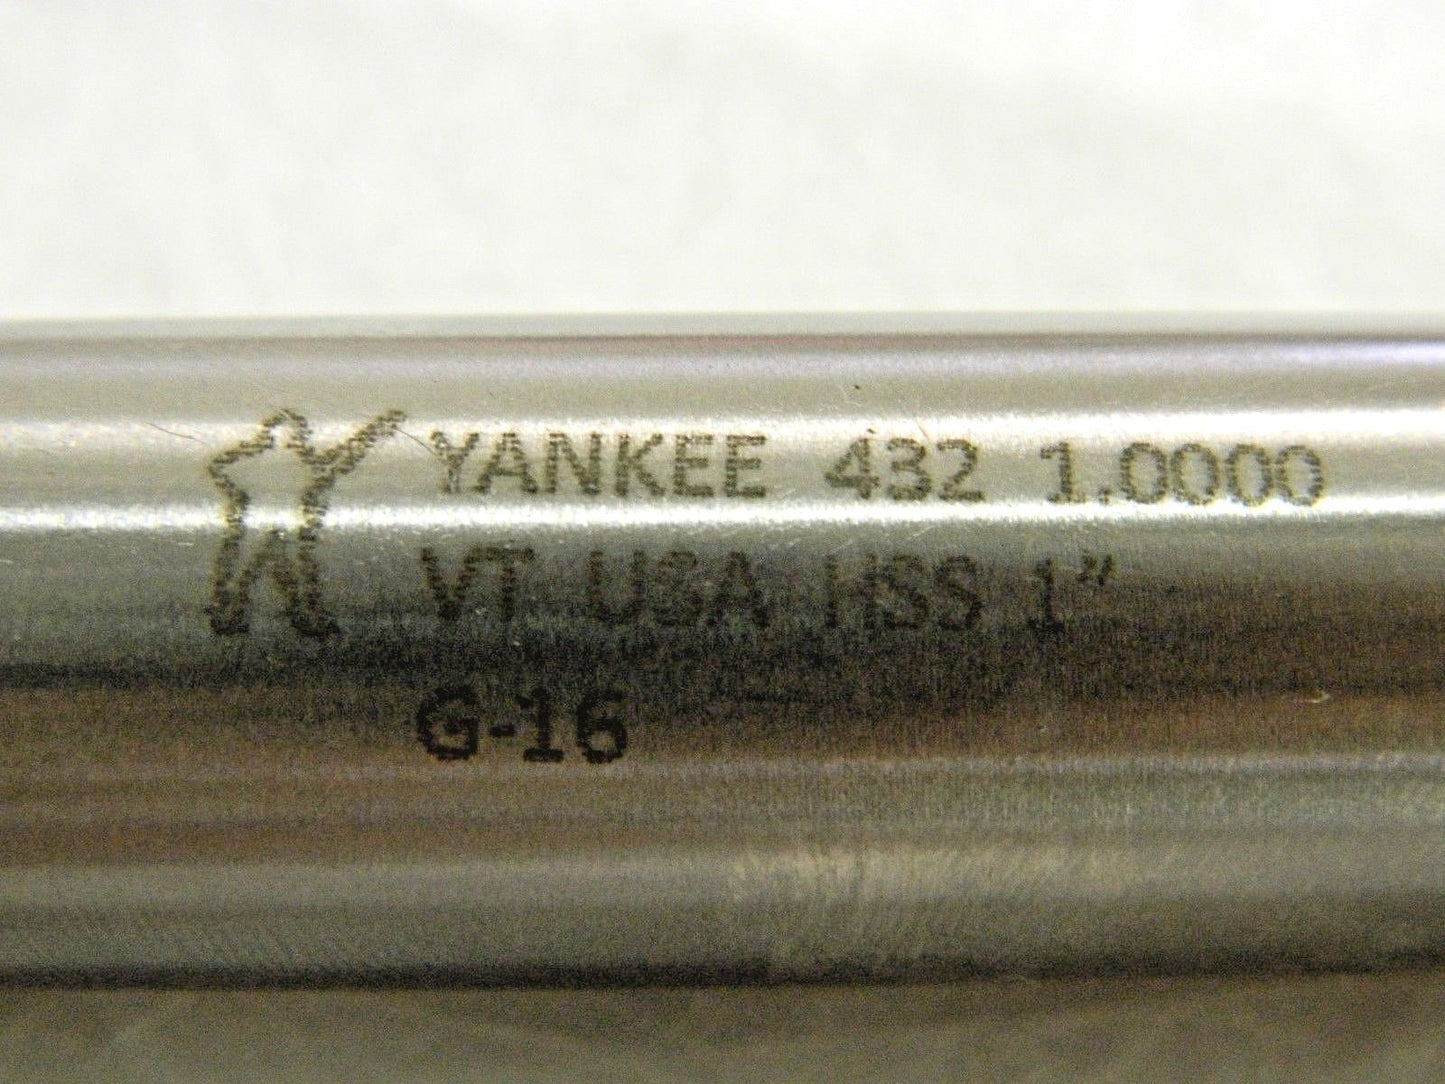 YANKEE 432 1.0000
VT USA HSS 1"
G-16